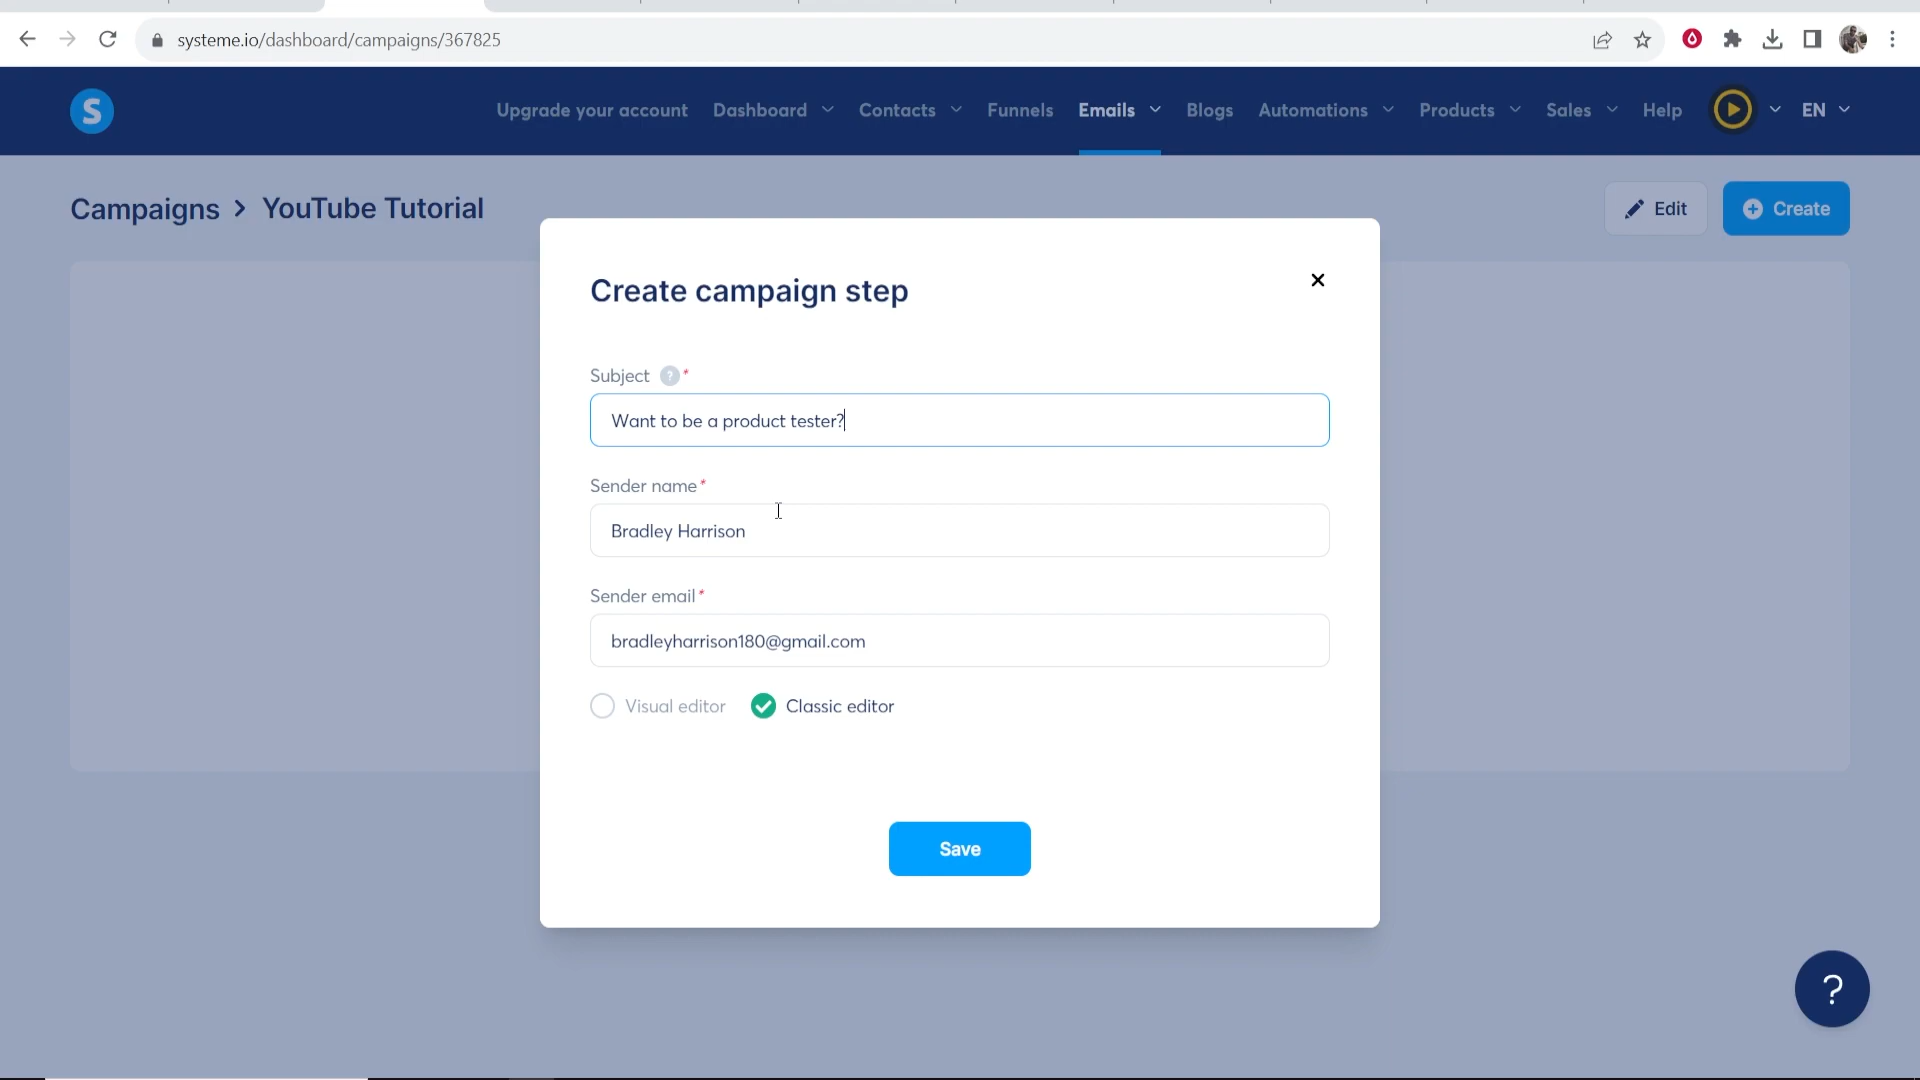 systeme.io/dashboard/campaigns/367825
S
Upgrade your account Dashboard Contacts Funnels Emails Blogs Automations Products Sales Help EN
Campaigns > YouTube Tutorial
Edit
Create
Create campaign step
Subject ? *
Want to be a product tester?
Sender name*
Bradley Harrison
Sender email*
bradleyharrison180@gmail.com
Visual editor Classic editor
Save
?